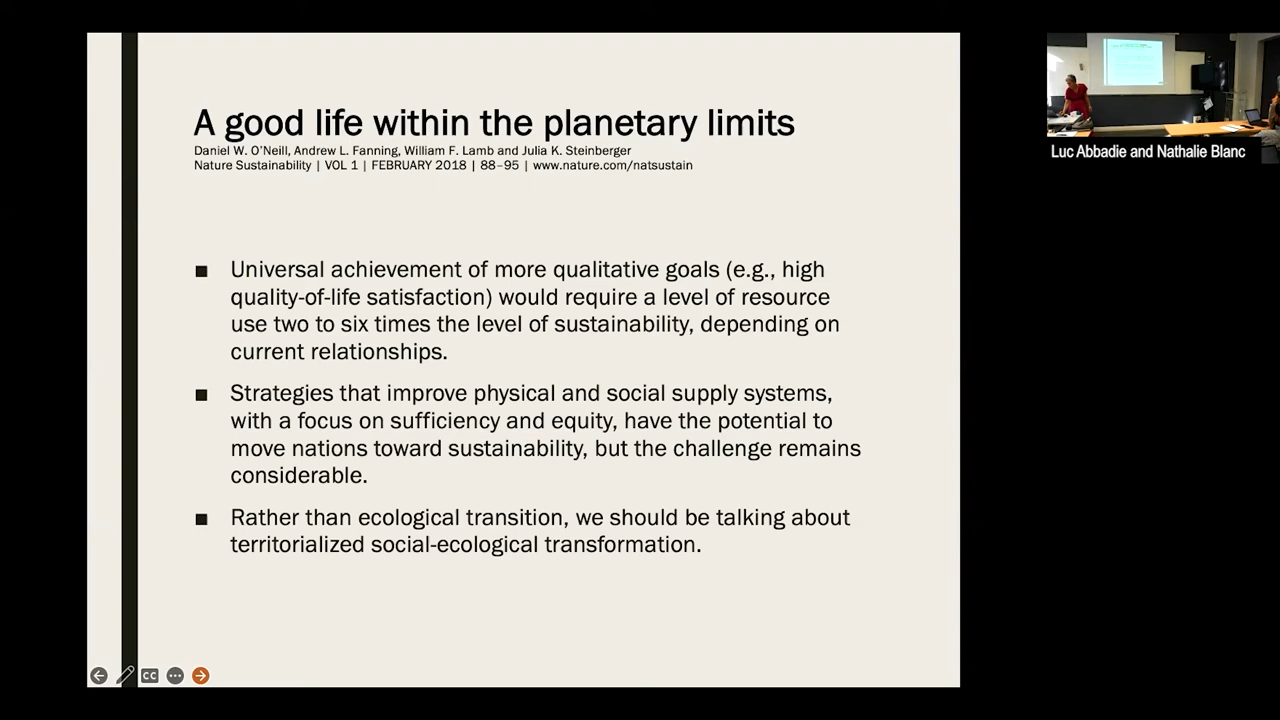 A good life within the planetary limits
Daniel W. O'Neill, Andrew L. Fanning, William F. Lamb and Julia K. Steinberger
Nature Sustainability | VOL 1 | FEBRUARY 2018 | 88–95 | www.nature.com/natsustain
■ Universal achievement of more qualitative goals (e.g., high
quality-of-life satisfaction) would require a level of resource
use two to six times the level of sustainability, depending on
current relationships.
■ Strategies that improve physical and social supply systems,
with a focus on sufficiency and equity, have the potential to
move nations toward sustainability, but the challenge remains
considerable.
■ Rather than ecological transition, we should be talking about
territorialized social-ecological transformation.
CC
Luc Abbadie and Nathalie Blanc